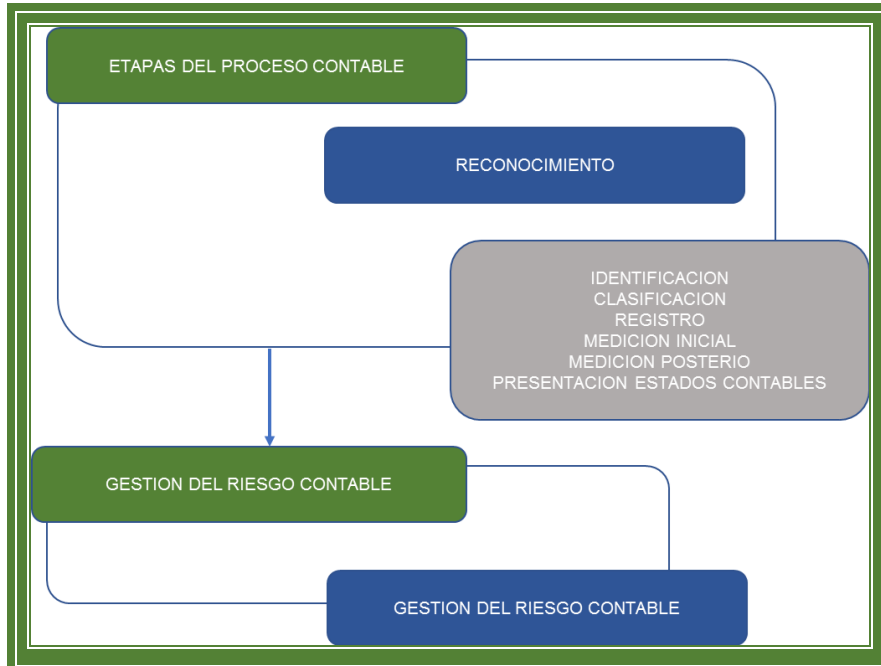 ETAPAS DEL PROCESO CONTABLE
RECONOCIMIENTO
IDENTIFICACION
CLASIFICACION
REGISTRO
MEDICION INICIAL
MEDICION POSTERIO
PRESENTACION ESTADOS CONTABLES
GESTION DEL RIESGO CONTABLE
GESTION DEL RIESGO CONTABLE